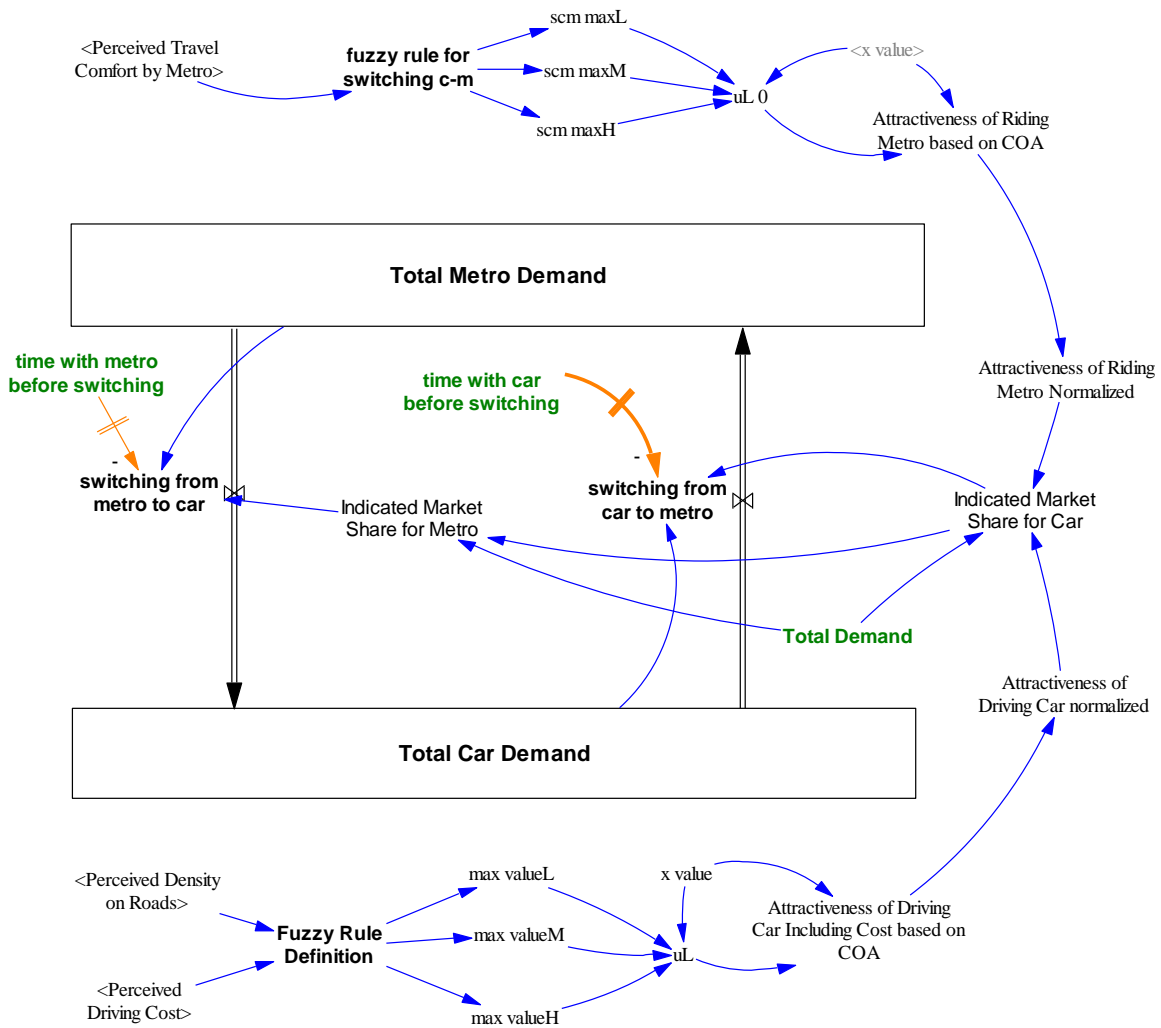 scm maxL
<Perceived Travel
Comfort by Metro>
fuzzy rule for
switching c-m
<x value>
scm maxM
uL 0
scm maxH
Attractiveness of Riding
Metro based on COA
Total Metro Demand
time with metro
before switching
time with car
before switching
Attractiveness of Riding
Metro Normalized
-
switching from
metro to car
-
switching from
car to metro
Indicated Market
Share for Metro
Indicated Market
Share for Car
Total Demand
Attractiveness of
Driving Car normalized
Total Car Demand
<Perceived Density
on Roads>
max valueL
x value
Fuzzy Rule
Definition
max valueM
uL
Attractiveness of Driving
Car Including Cost based on
COA
<Perceived
Driving Cost>
max valueH